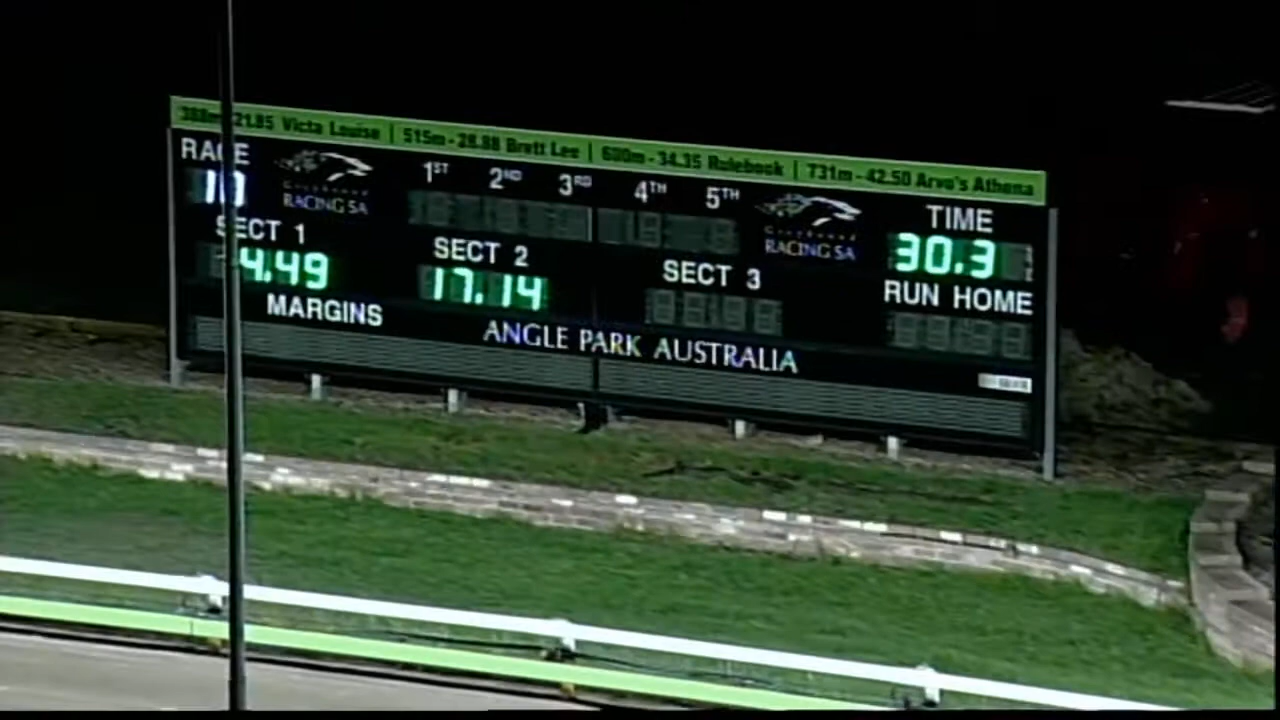 388m-21.85 Victa Louise | 515m-28.88 Brett Lee | 600m-34.35 Rulebook | 731m-42.50 Arvo's Athena
RACE 1ST 2ND 3RD 4TH 5TH TIME
10 Greyhound RACING SA Greyhound RACING SA 30.3
SECT 1 SECT 2 SECT 3 RUN HOME
4.49 17.14
MARGINS ANGLE PARK AUSTRALIA